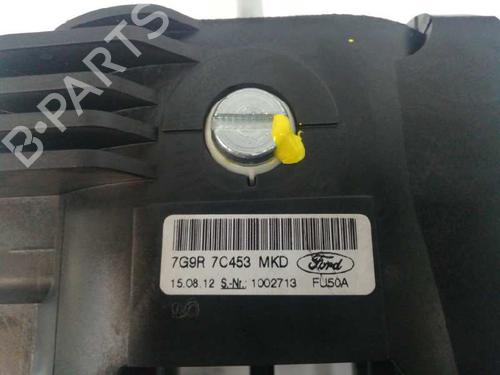 B-PARTS
7G9R 7C453 MKD Ford
15.08.12 S.-Nr.: 1002713 FU50A